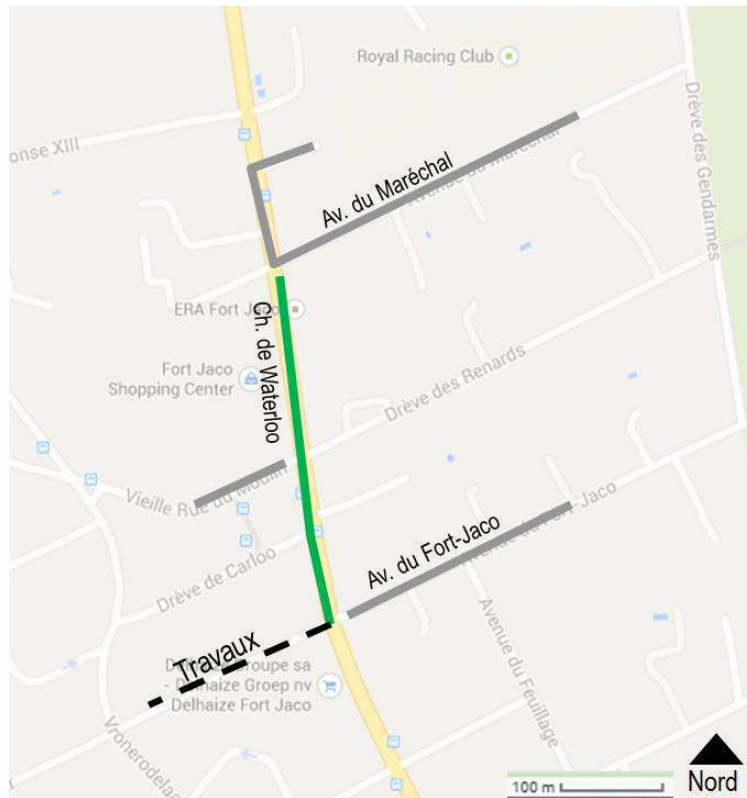 Royal Racing Club
onse XIII
Drève des Gendarmes
Av. du Maréchal
Avenue du Maréchal
ERA Fort Jaco
Ch. de Waterloo
Fort Jaco
Shopping Center
Drève des Renards
Vieille Rue du Moulin
Av. du Fort-Jaco
Avenue du Fort-Jaco
Drève de Carloo
Travaux
Groupe sa
- Delhaize Groep nv
Delhaize Fort Jaco
Avenue du Feuillage
Vronerodelaa
100 m
Nord